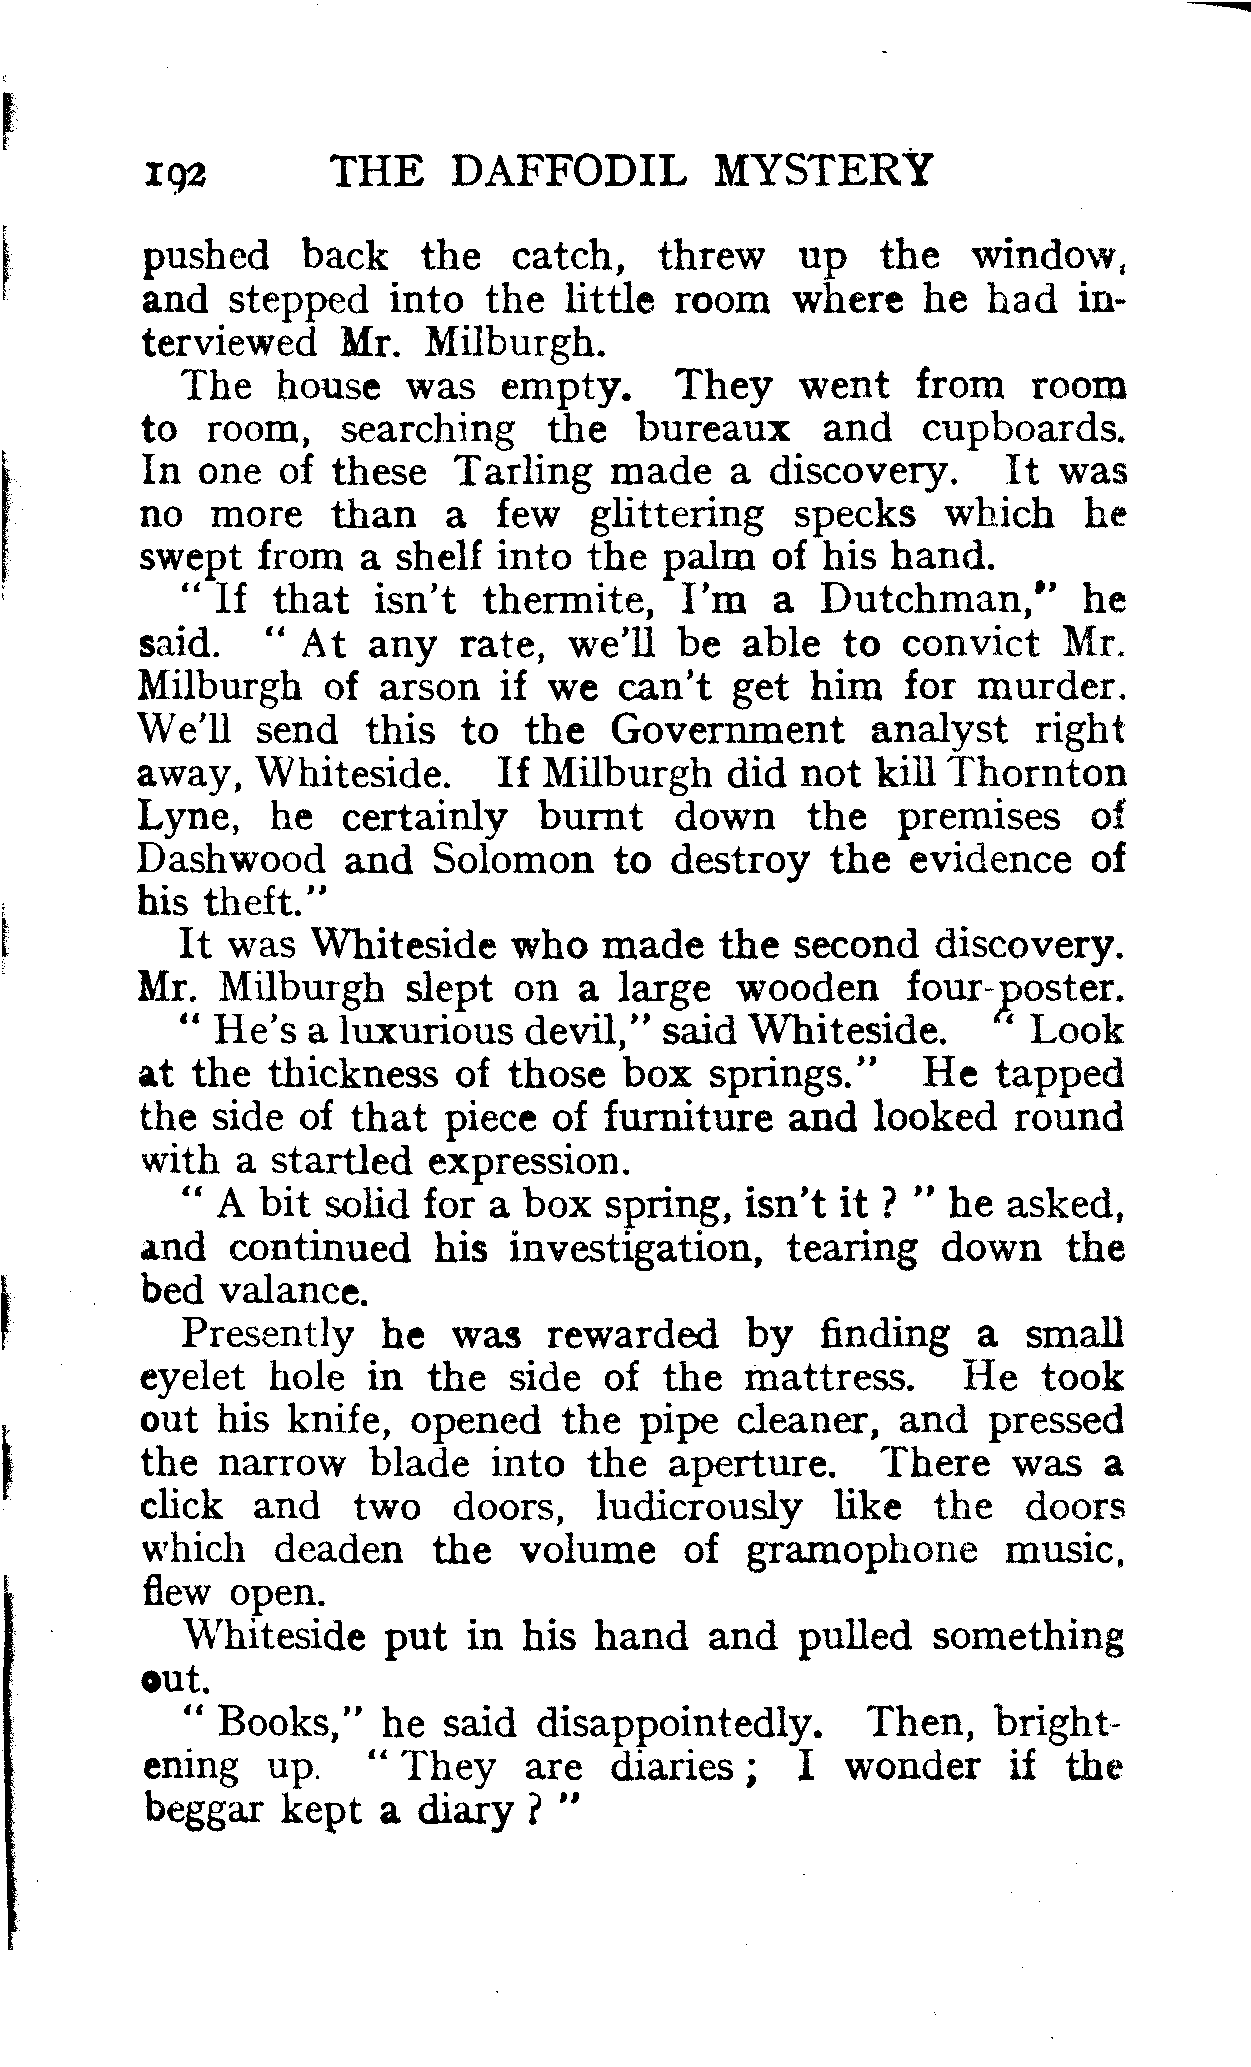 192 THE DAFFODIL MYSTERY
pushed back the catch, threw up the window,
and stepped into the little room where he had in-
terviewed Mr. Milburgh.
The house was empty. They went from room
to room, searching the bureaux and cupboards.
In one of these Tarling made a discovery. It was
no more than a few glittering specks which he
swept from a shelf into the palm of his hand.
" If that isn't thermite, I'm a Dutchman," he
said. " At any rate, we'll be able to convict Mr.
Milburgh of arson if we can't get him for murder.
We'll send this to the Government analyst right
away, Whiteside. If Milburgh did not kill Thornton
Lyne, he certainly burnt down the premises of
Dashwood and Solomon to destroy the evidence of
his theft."
It was Whiteside who made the second discovery.
Mr. Milburgh slept on a large wooden four-poster.
" He's a luxurious devil," said Whiteside. " Look
at the thickness of those box springs." He tapped
the side of that piece of furniture and looked round
with a startled expression.
" A bit solid for a box spring, isn't it ? " he asked,
and continued his investigation, tearing down the
bed valance.
Presently he was rewarded by finding a small
eyelet hole in the side of the mattress. He took
out his knife, opened the pipe cleaner, and pressed
the narrow blade into the aperture. There was a
click and two doors, ludicrously like the doors
which deaden the volume of gramophone music,
flew open.
Whiteside put in his hand and pulled something
out.
" Books," he said disappointedly. Then, bright-
ening up. " They are diaries ; I wonder if the
beggar kept a diary ? "